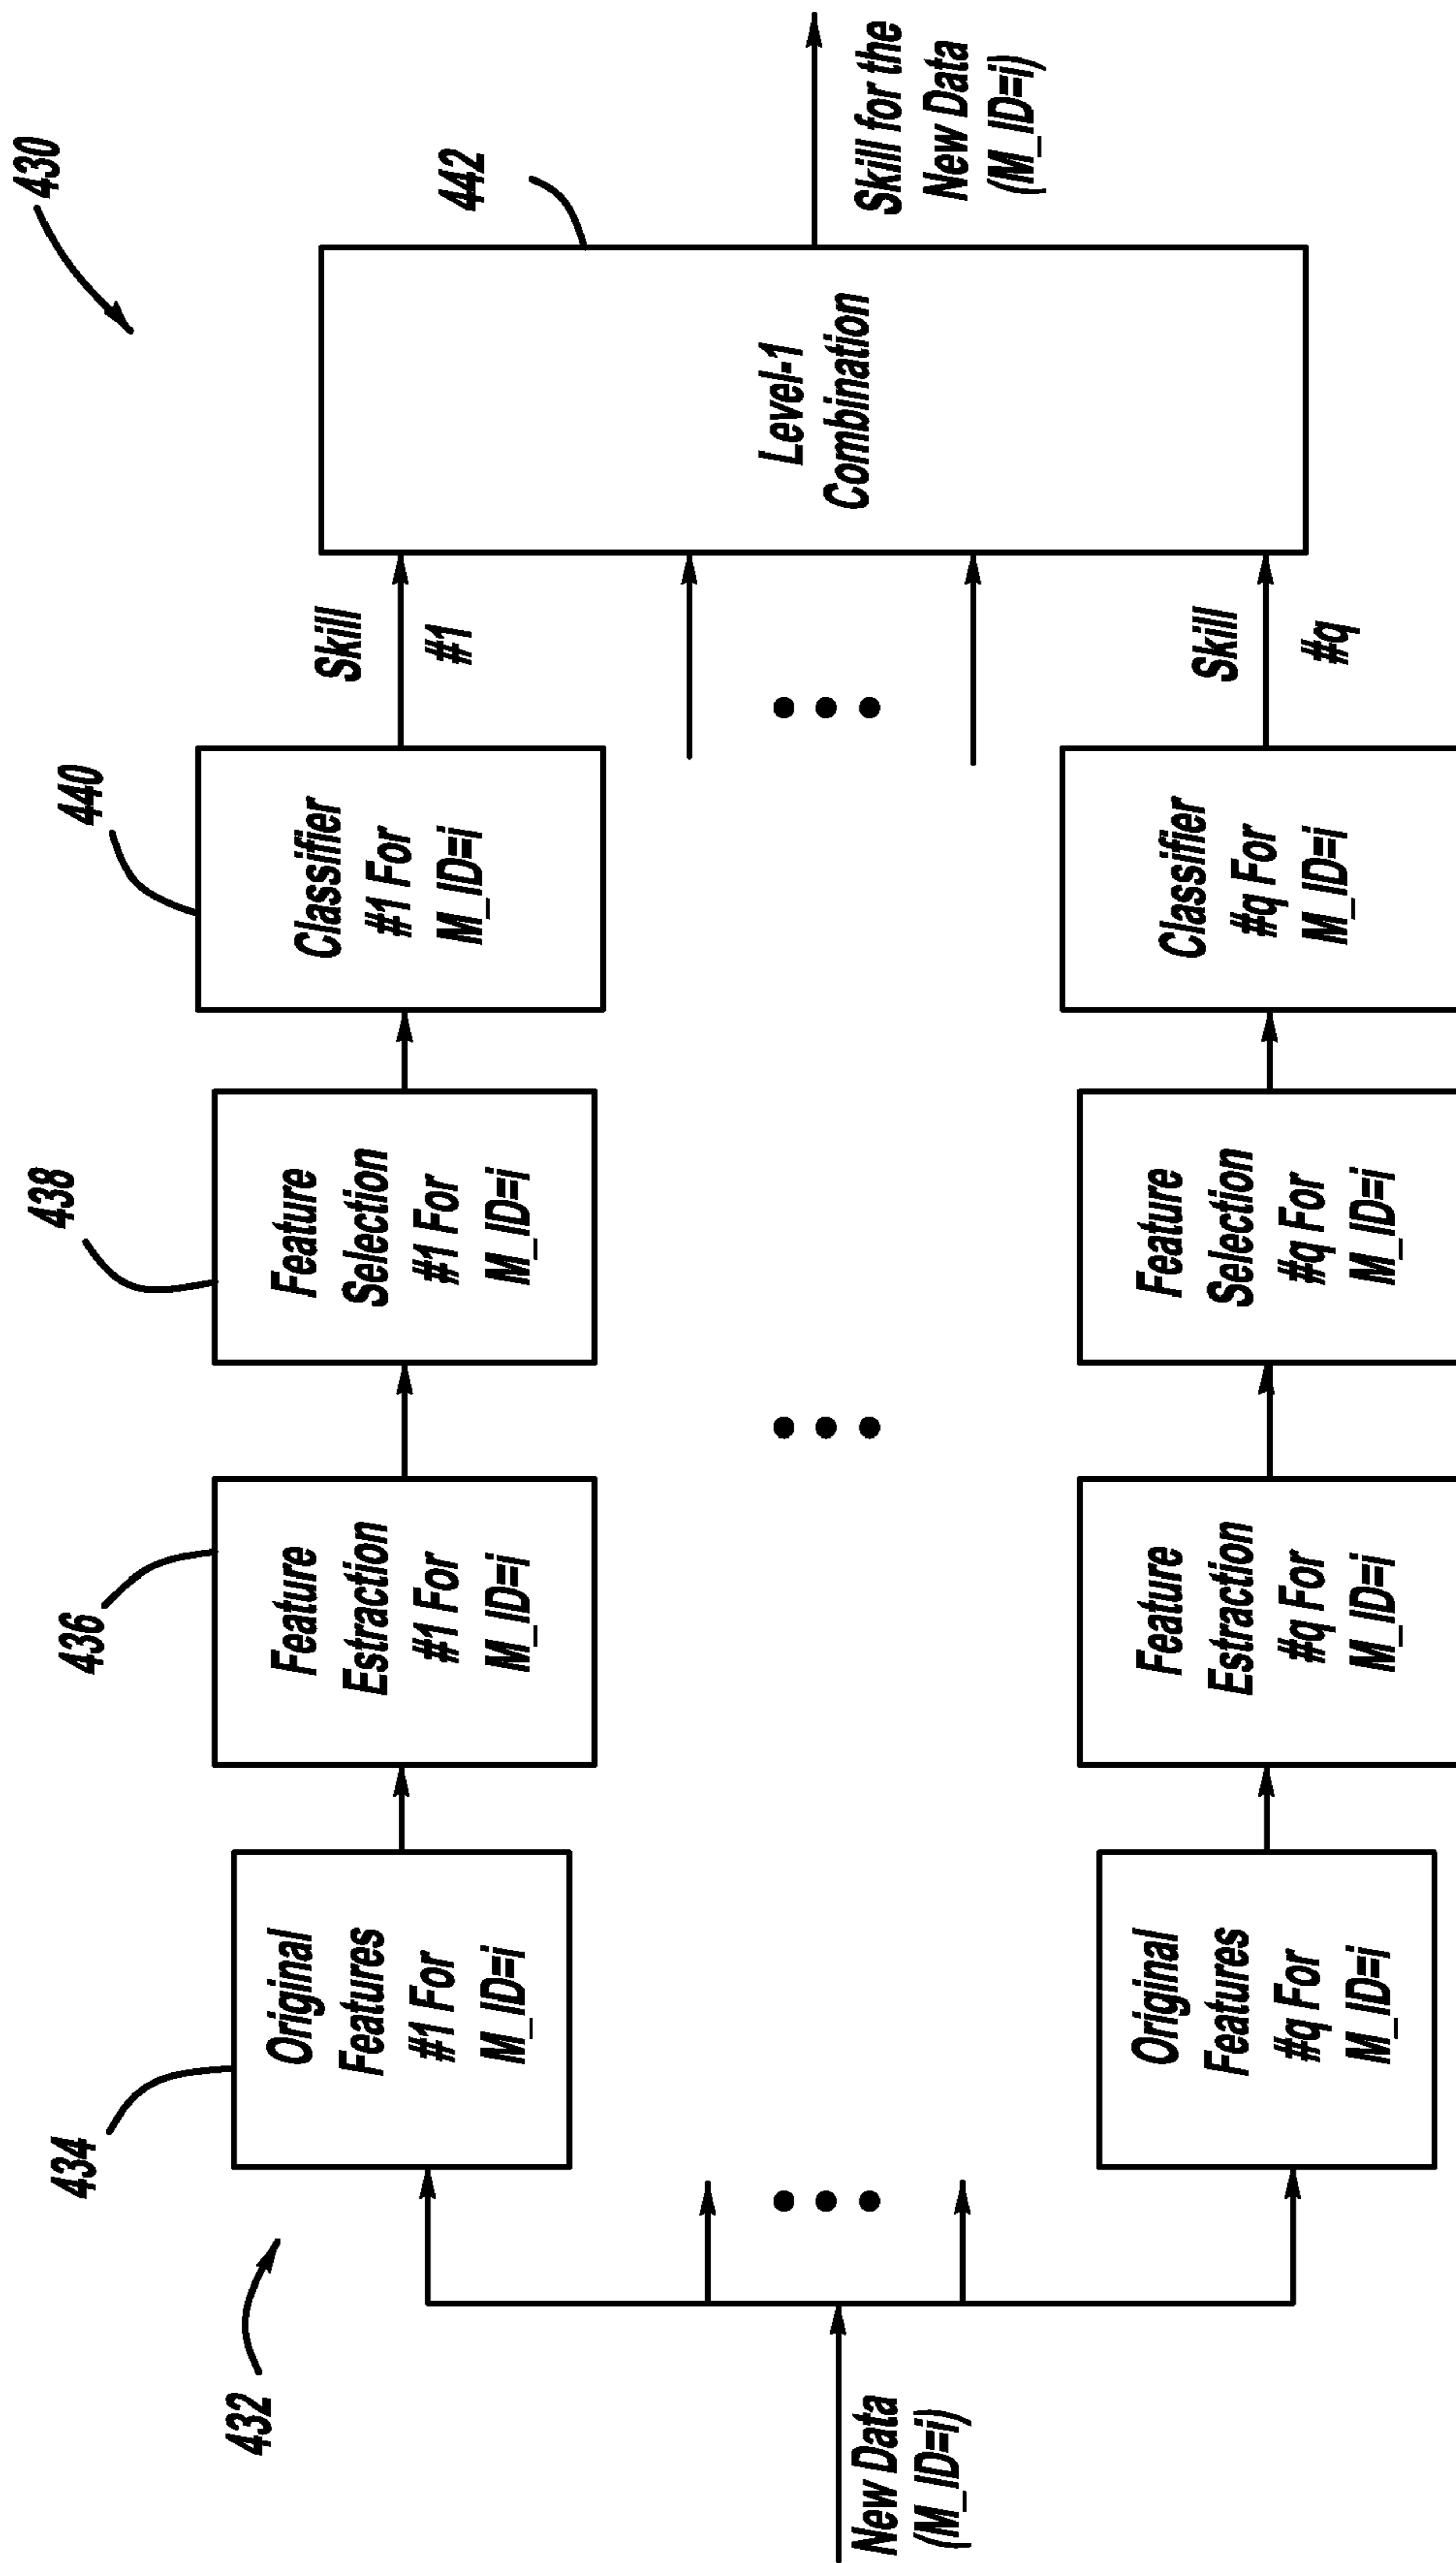 430
432
New Data
(M_ID=i)
434
Original
Features
#1 For
M_ID=i
436
Feature
Estraction
#1 For
M_ID=i
438
Feature
Selection
#1 For
M_ID=i
440
Classifier
#1 For
M_ID=i
Skill
#1
442
Level-1
Combination
Skill for the
New Data
(M_ID=i)
Original
Features
#q For
M_ID=i
Feature
Estraction
#q For
M_ID=i
Feature
Selection
#q For
M_ID=i
Classifier
#q For
M_ID=i
Skill
#q